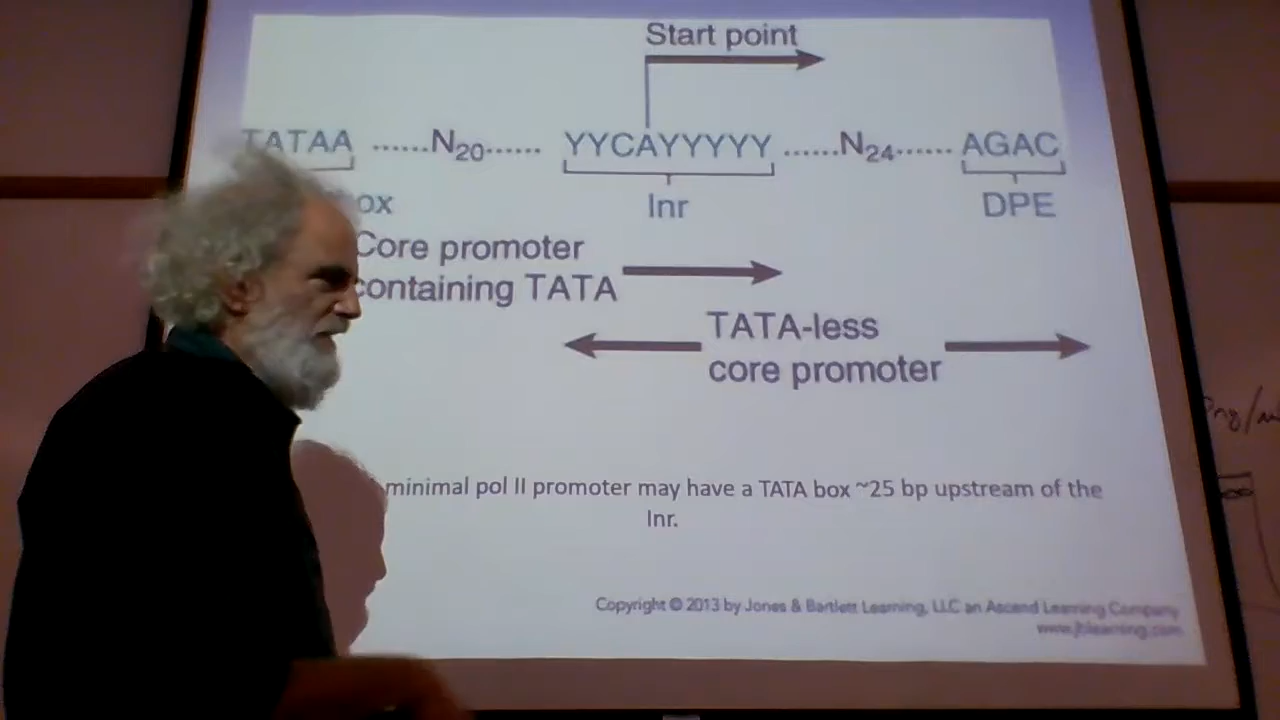 Start point
TATAA ......N20...... YYCAYYYYY ......N24...... AGAC
Inr DPE
Core promoter
containing TATA
TATA-less
core promoter
minimal pol II promoter may have a TATA box ~25 bp upstream of the
Inr.
Copyright © 2013 by Jones & Bartlett Learning, LLC an Ascend Learning Company
www.jblearning.com